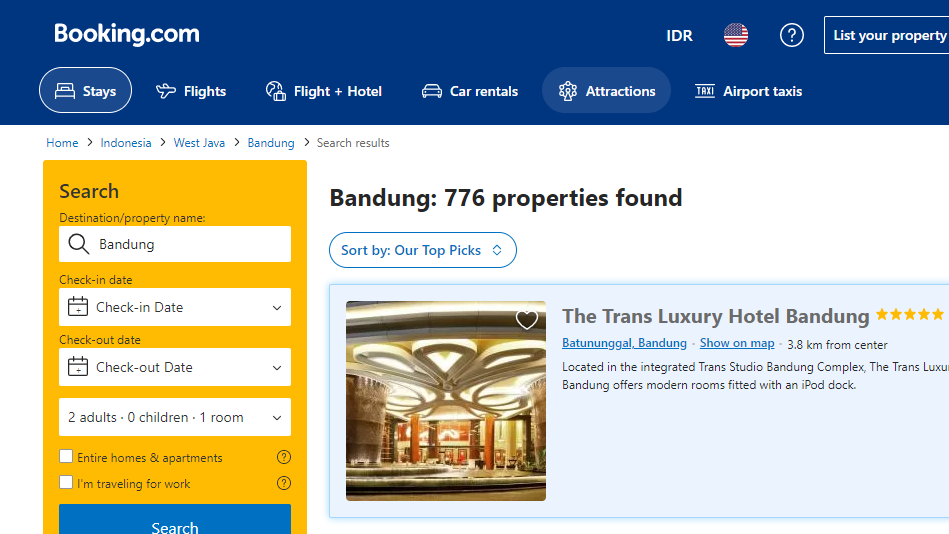 Booking.com
IDR
List your property
Stays
Flights
Flight + Hotel
Car rentals
Attractions
TAXI Airport taxis
Home > Indonesia > West Java > Bandung > Search results
Search
Destination/property name:
Bandung
Check-in date
Check-in Date
Check-out date
Check-out Date
2 adults · 0 children · 1 room
Entire homes & apartments
I'm traveling for work
Search
Bandung: 776 properties found
Sort by: Our Top Picks
The Trans Luxury Hotel Bandung
Batununggal, Bandung · Show on map · 3.8 km from center
Located in the integrated Trans Studio Bandung Complex, The Trans Luxu
Bandung offers modern rooms fitted with an iPod dock.